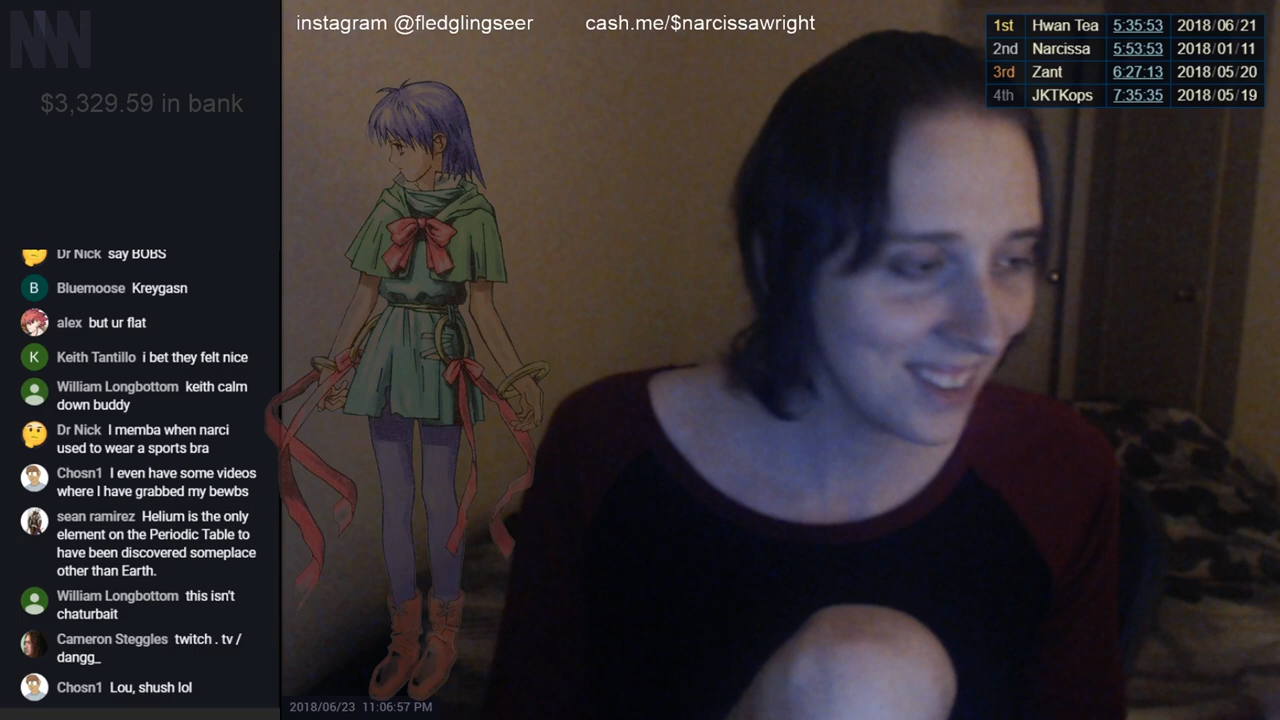 NNN
$3,329.59 in bank
instagram @fledglingseer
cash.me/$narcissawright
1st Hwan Tea 5:35:53 2018/06/21
2nd Narcissa 5:53:53 2018/01/11
3rd Zant 6:27:13 2018/05/20
4th JKTKops 7:35:35 2018/05/19
Dr Nick say BOBS
B
Bluemoose Kreygasn
alex but ur flat
K
Keith Tantillo i bet they felt nice
William Longbottom keith calm
down buddy
Dr Nick I memba when narci
used to wear a sports bra
Chosn1 I even have some videos
where I have grabbed my bewbs
sean ramirez Helium is the only
element on the Periodic Table to
have been discovered someplace
other than Earth.
William Longbottom this isn't
chaturbait
Cameron Steggles twitch . tv /
dangg_
Chosn1 Lou, shush lol
2018/06/23 11:06:57 PM